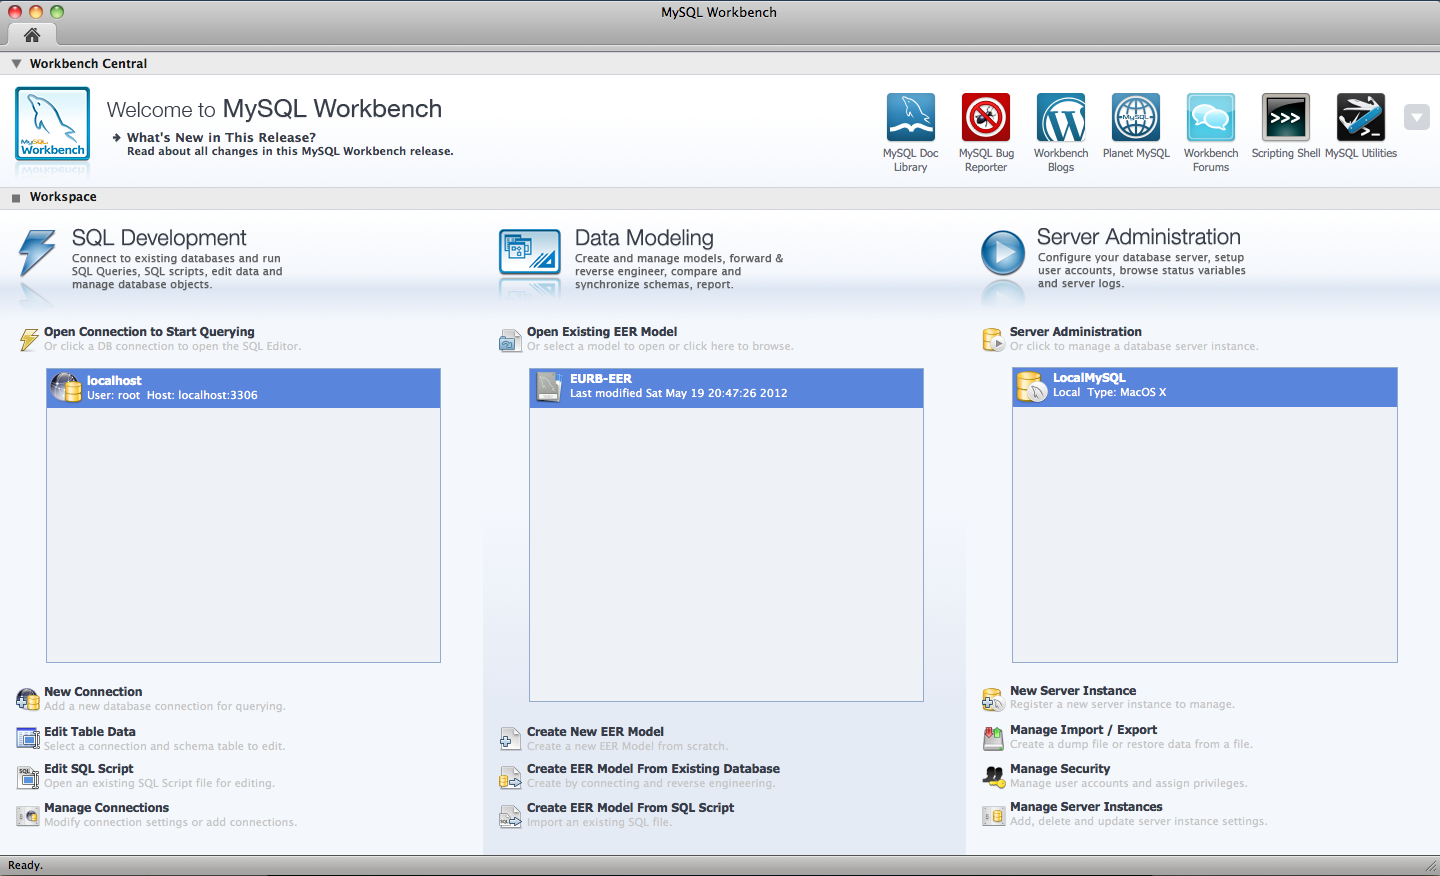 MySQL Workbench
Workbench Central
MySQL
Workbench
Welcome to MySQL Workbench
What's New in This Release?
Read about all changes in this MySQL Workbench release.
MySQL Doc
Library
MySQL Bug
Reporter
Workbench
Blogs
MySQL
Planet MySQL
Workbench
Forums
>>>
Scripting Shell
MySQL Utilities
Workspace
SQL Development
Connect to existing databases and run
SQL Queries, SQL scripts, edit data and
manage database objects.
Open Connection to Start Querying
Or click a DB connection to open the SQL Editor.
localhost
User: root Host: localhost:3306
New Connection
Add a new database connection for querying.
Edit Table Data
Select a connection and schema table to edit.
SQL
Edit SQL Script
Open an existing SQL Script file for editing.
Manage Connections
Modify connection settings or add connections.
Data Modeling
Create and manage models, forward &
reverse engineer, compare and
synchronize schemas, report.
Open Existing EER Model
Or select a model to open or click here to browse.
EURB-EER
Last modified Sat May 19 20:47:26 2012
Create New EER Model
Create a new EER Model from scratch.
Create EER Model From Existing Database
Create by connecting and reverse engineering.
SQL
Create EER Model From SQL Script
Import an existing SQL file.
Server Administration
Configure your database server, setup
user accounts, browse status variables
and server logs.
Server Administration
Or click to manage a database server instance.
LocalMySQL
Local Type: MacOS X
New Server Instance
Register a new server instance to manage.
Manage Import / Export
Create a dump file or restore data from a file.
Manage Security
Manage user accounts and assign privileges.
Manage Server Instances
Add, delete and update server instance settings.
Ready.